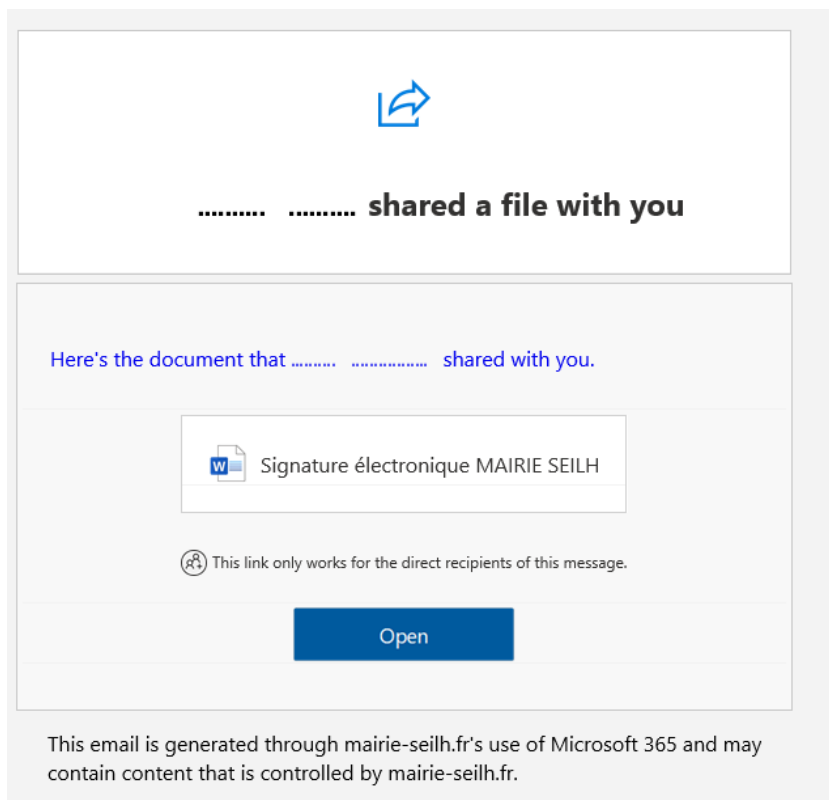 .......... .......... shared a file with you
Here's the document that .......... ................. shared with you.
W Signature électronique MAIRIE SEILH
This link only works for the direct recipients of this message.
Open
This email is generated through mairie-seilh.fr's use of Microsoft 365 and may
contain content that is controlled by mairie-seilh.fr.